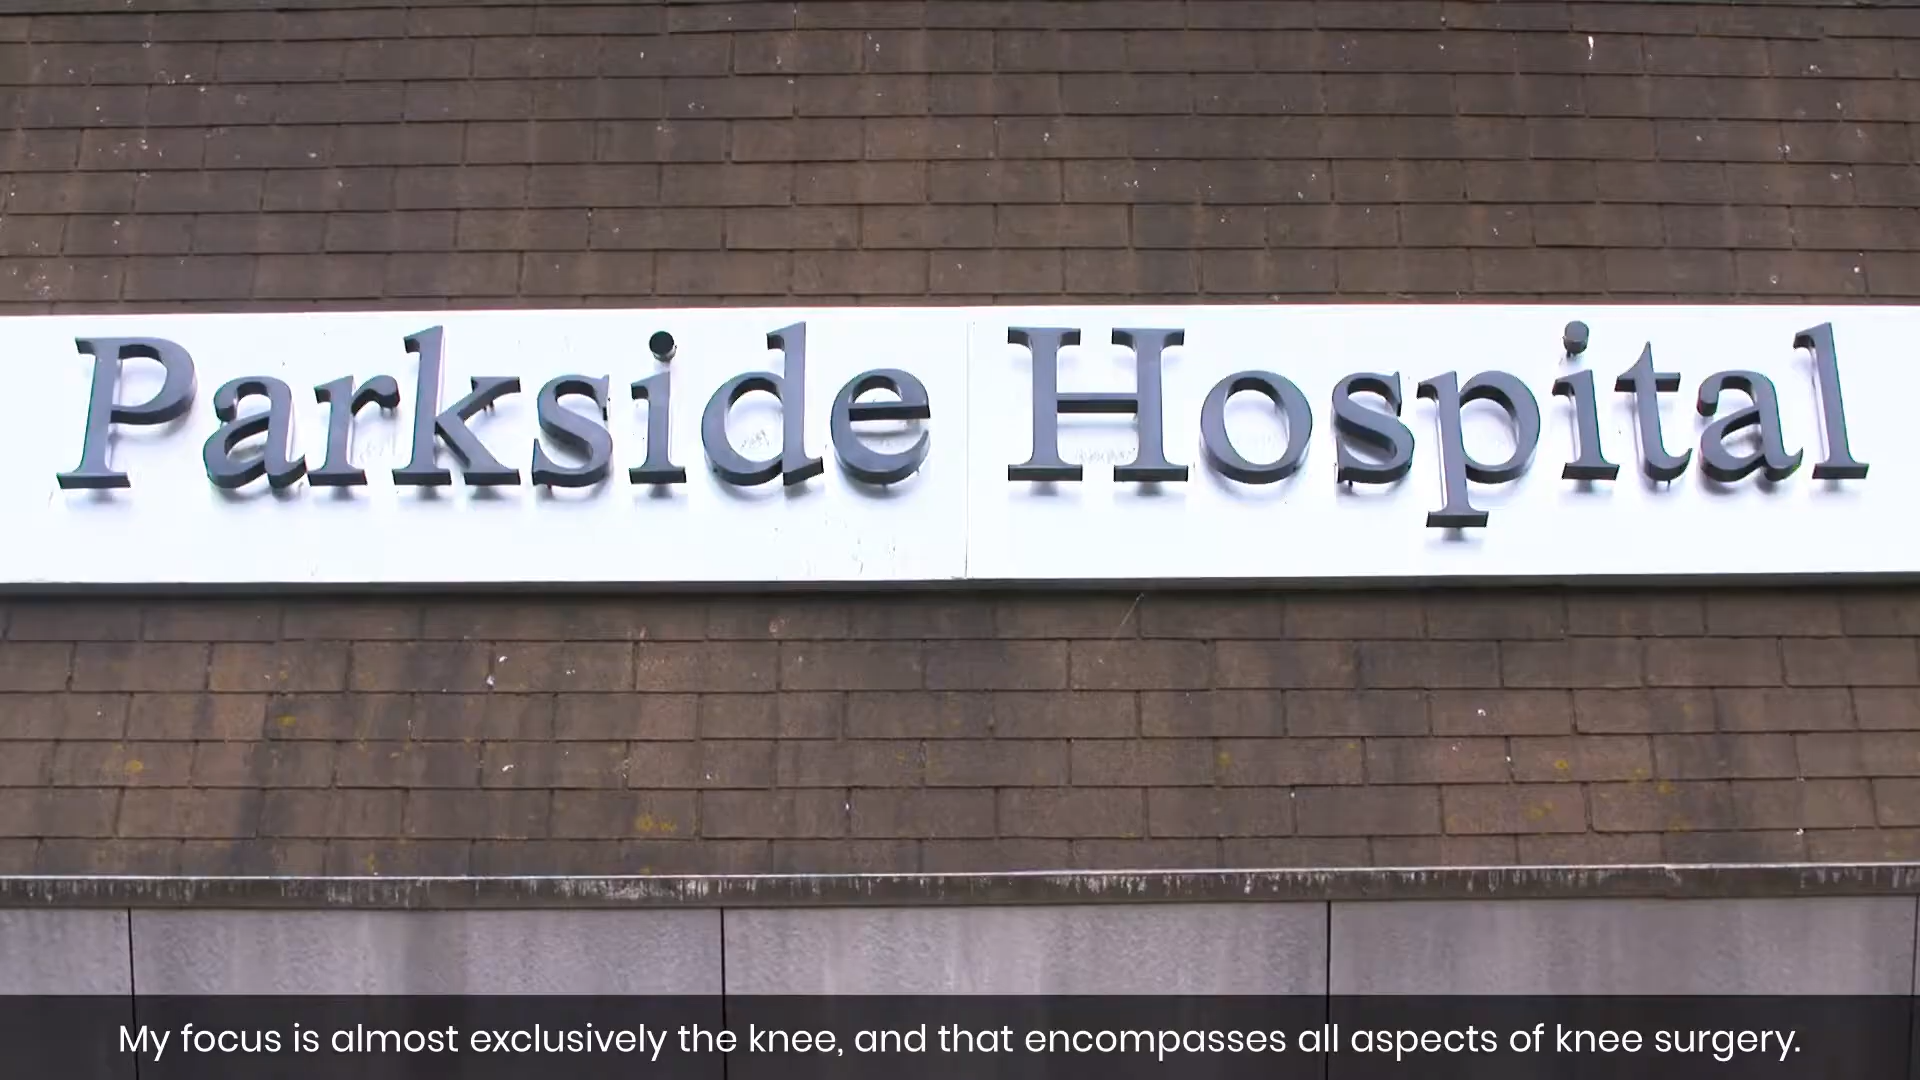 Parkside Hospital
My focus is almost exclusively the knee, and that encompasses all aspects of knee surgery.